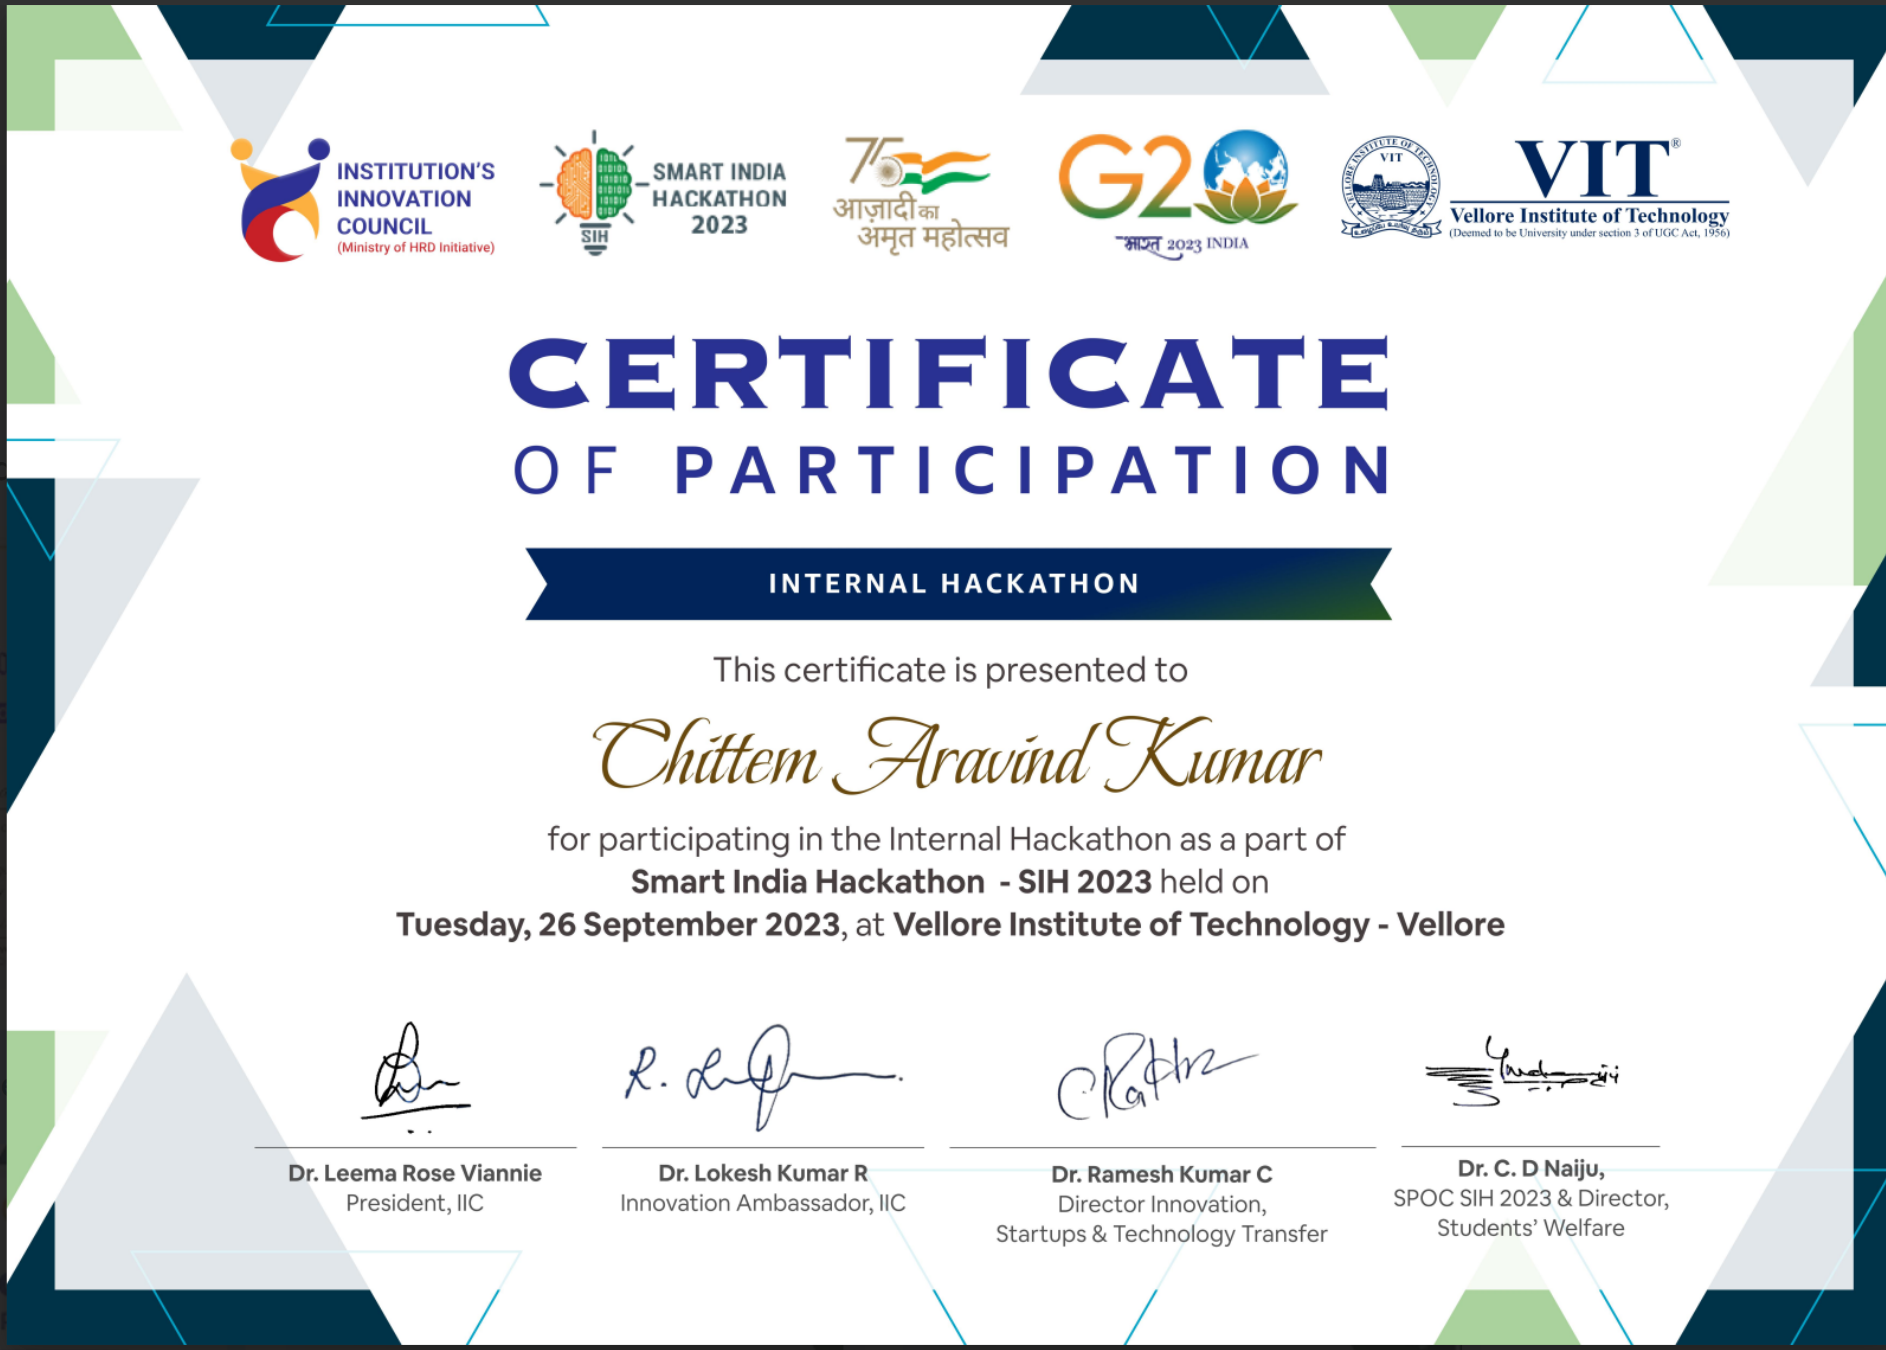 INSTITUTION'S
INNOVATION
COUNCIL
(Ministry of HRD Initiative)
SIH
SMART INDIA
HACKATHON
2023
75
आज़ादी का
अमृत महोत्सव
G20
भारत 2023 INDIA
VELLORE INSTITUTE OF TECHNOLOGY
VIT
VIT®
Vellore Institute of Technology
(Deemed to be University under section 3 of UGC Act, 1956)
CERTIFICATE
OF PARTICIPATION
INTERNAL HACKATHON
This certificate is presented to
Chittem Aravind Kumar
for participating in the Internal Hackathon as a part of
Smart India Hackathon - SIH 2023 held on
Tuesday, 26 September 2023, at Vellore Institute of Technology - Vellore
Dr. Leema Rose Viannie
President, IIC
Dr. Lokesh Kumar R
Innovation Ambassador, IIC
Dr. Ramesh Kumar C
Director Innovation,
Startups & Technology Transfer
Dr. C. D Naiju,
SPOC SIH 2023 & Director,
Students' Welfare